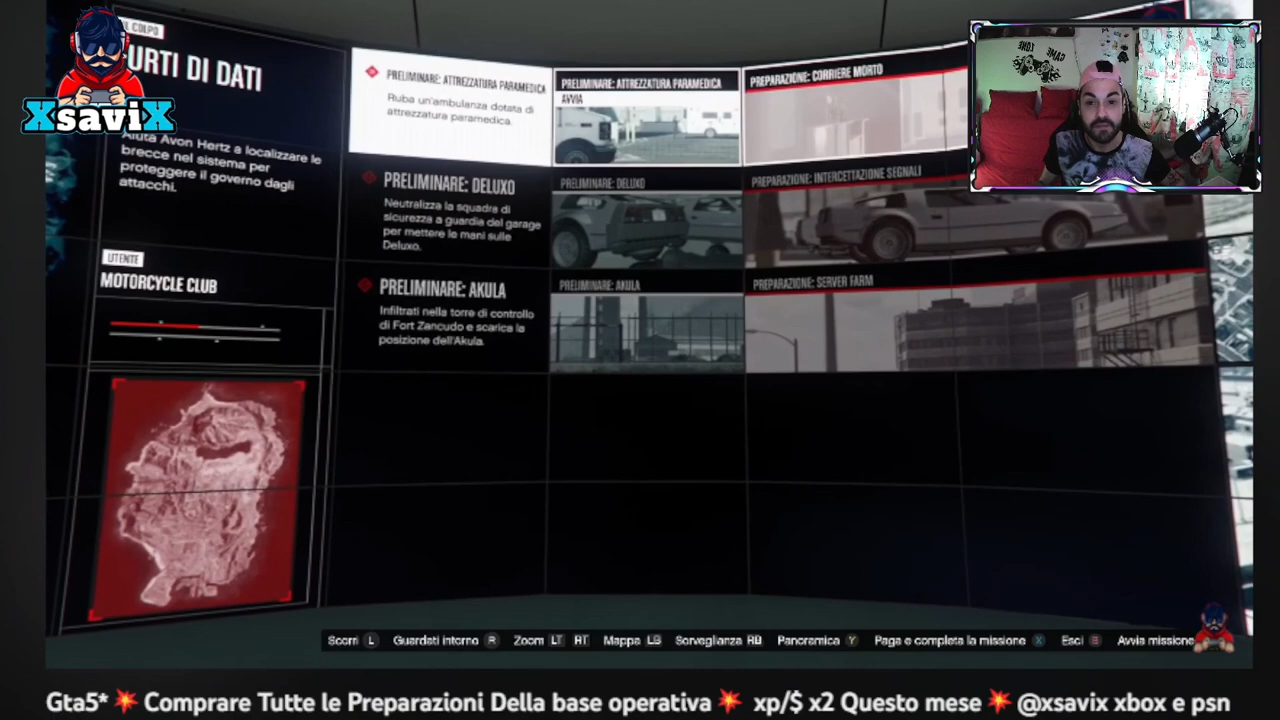 IL COLPO
FURTI DI DATI
XsaviX
Aiuta Avon Hertz a localizzare le
brecce nel sistema per
proteggere il governo dagli
attacchi.
UTENTE
MOTORCYCLE CLUB
PRELIMINARE: ATTREZZATURA PARAMEDICA
Ruba un'ambulanza dotata di
attrezzatura paramedica.
PRELIMINARE: DELUXO
Neutralizza la squadra di
sicurezza a guardia del garage
per mettere le mani sulle
Deluxo.
PRELIMINARE: AKULA
Infiltrati nella torre di controllo
di Fort Zancudo e scarica la
posizione dell'Akula.
PRELIMINARE: ATTREZZATURA PARAMEDICA
AVVIA
PRELIMINARE: DELUXO
PRELIMINARE: AKULA
PREPARAZIONE: CORRIERE MORTO
PREPARAZIONE: INTERCETTAZIONE SEGNALI
PREPARAZIONE: SERVER FARM
Scorri L Guardati intorno R Zoom LT RT Mappa LB Sorveglianza RB Panoramica Y Paga e completa la missione X Esci B Avvia missione
Gta5* 💥 Comprare Tutte le Preparazioni Della base operativa 💥 xp/$ x2 Questo mese 💥 @xsavix xbox e psn